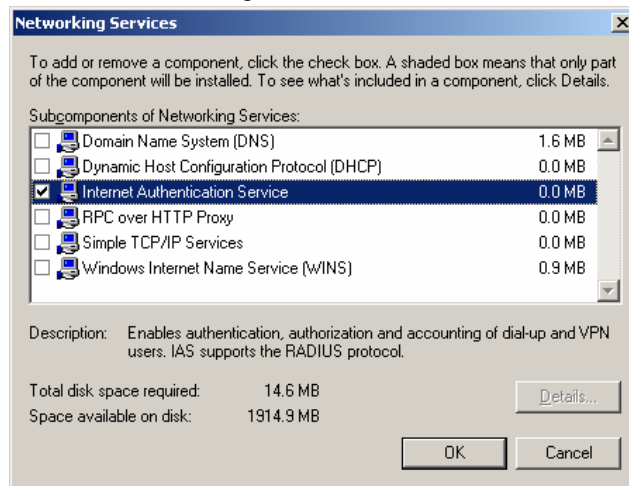 Networking Services
To add or remove a component, click the check box. A shaded box means that only part
of the component will be installed. To see what's included in a component, click Details.
Subcomponents of Networking Services:
Domain Name System (DNS) 1.6 MB
Dynamic Host Configuration Protocol (DHCP) 0.0 MB
Internet Authentication Service 0.0 MB
RPC over HTTP Proxy 0.0 MB
Simple TCP/IP Services 0.0 MB
Windows Internet Name Service (WINS) 0.9 MB
Description: Enables authentication, authorization and accounting of dial-up and VPN
users. IAS supports the RADIUS protocol.
Total disk space required: 14.6 MB
Details...
Space available on disk: 1914.9 MB
OK Cancel